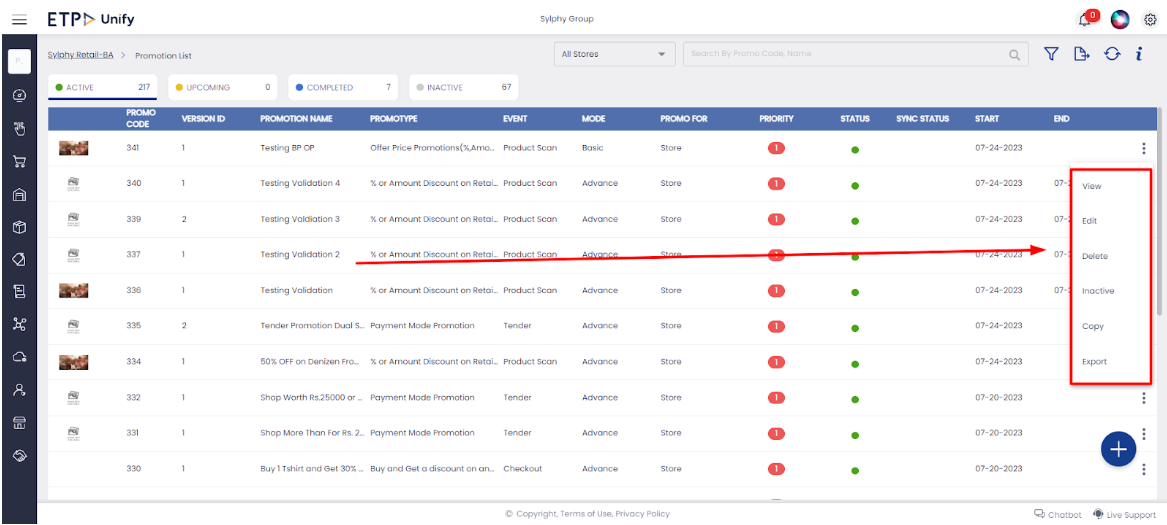 ETP Unify
Sylphy Group
0
Sylphy Retail-BA > Promotion List
All Stores
Search By Promo Code, Name
ACTIVE 217
UPCOMING 0
COMPLETED 7
INACTIVE 67
PROMO CODE VERSION ID PROMOTION NAME PROMOTYPE EVENT MODE PROMO FOR PRIORITY STATUS SYNC STATUS START END
341 1 Testing BP OP Offer Price Promotions(%,Amo... Product Scan Basic Store 1 07-24-2023
340 1 Testing Validation 4 % or Amount Discount on Retai... Product Scan Advance Store 1 07-24-2023 07-2
339 2 Testing Valdiation 3 % or Amount Discount on Retai... Product Scan Advance Store 1 07-24-2023 07-2
337 1 Testing Validation 2 % or Amount Discount on Retai... Product Scan Advance Store 1 07-24-2023 07-2
336 1 Testing Validation % or Amount Discount on Retai... Product Scan Advance Store 1 07-24-2023 07-2
335 2 Tender Promotion Dual S... Payment Mode Promotion Tender Advance Store 1 07-24-2023
334 1 50% OFF on Denizen Fro... % or Amount Discount on Retai... Product Scan Advance Store 1 07-24-2023
332 1 Shop Worth Rs.25000 or ... Payment Mode Promotion Tender Advance Store 1 07-20-2023
331 1 Shop More Than For Rs. 2... Payment Mode Promotion Tender Advance Store 1 07-20-2023
330 1 Buy 1 Tshirt and Get 30% ... Buy and Get a discount on an... Checkout Advance Store 1 07-20-2023
View
Edit
Delete
Inactive
Copy
Export
© Copyright, Terms of Use, Privacy Policy
Chatbot
Live Support